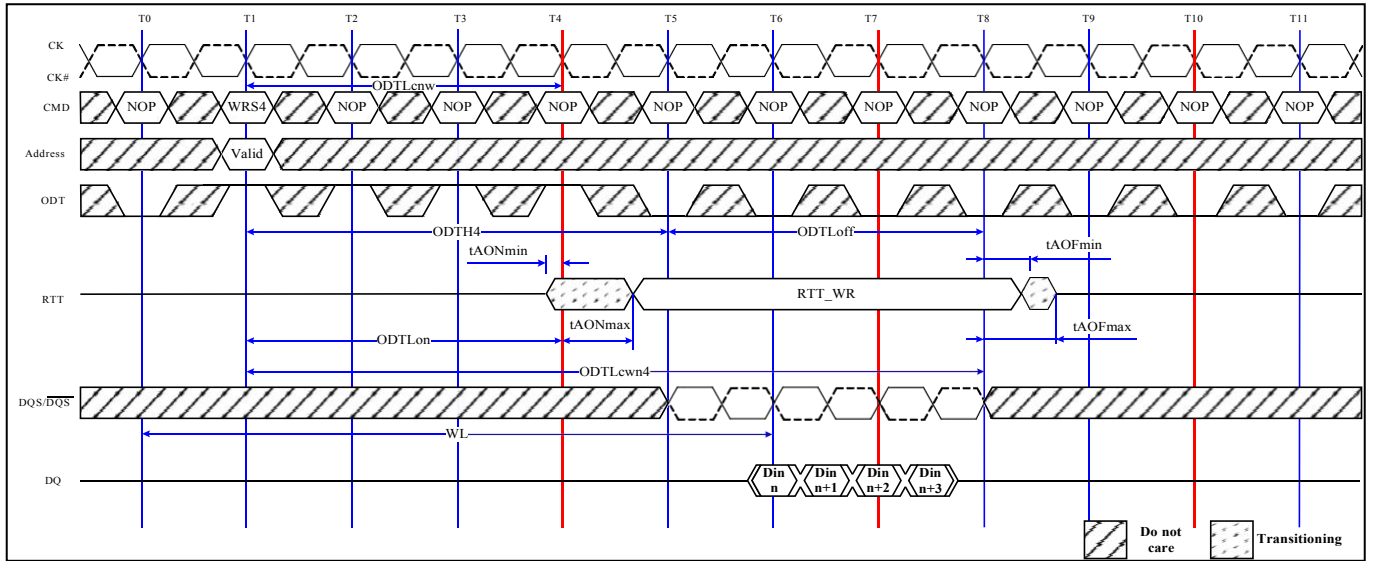 T0 T1 T2 T3 T4 T5 T6 T7 T8 T9 T10 T11
CK
CK#
ODTLcnw
CMD NOP WRS4 NOP NOP NOP NOP NOP NOP NOP NOP NOP NOP
Address Valid
ODT
ODTH4 ODTLoff
tAONmin tAOFmin
RTT RTT_WR
tAONmax tAOFmax
ODTLon
ODTLcwn4
DQS/DQS
WL
DQ Din n Din n+1 Din n+2 Din n+3
Do not care
Transitioning